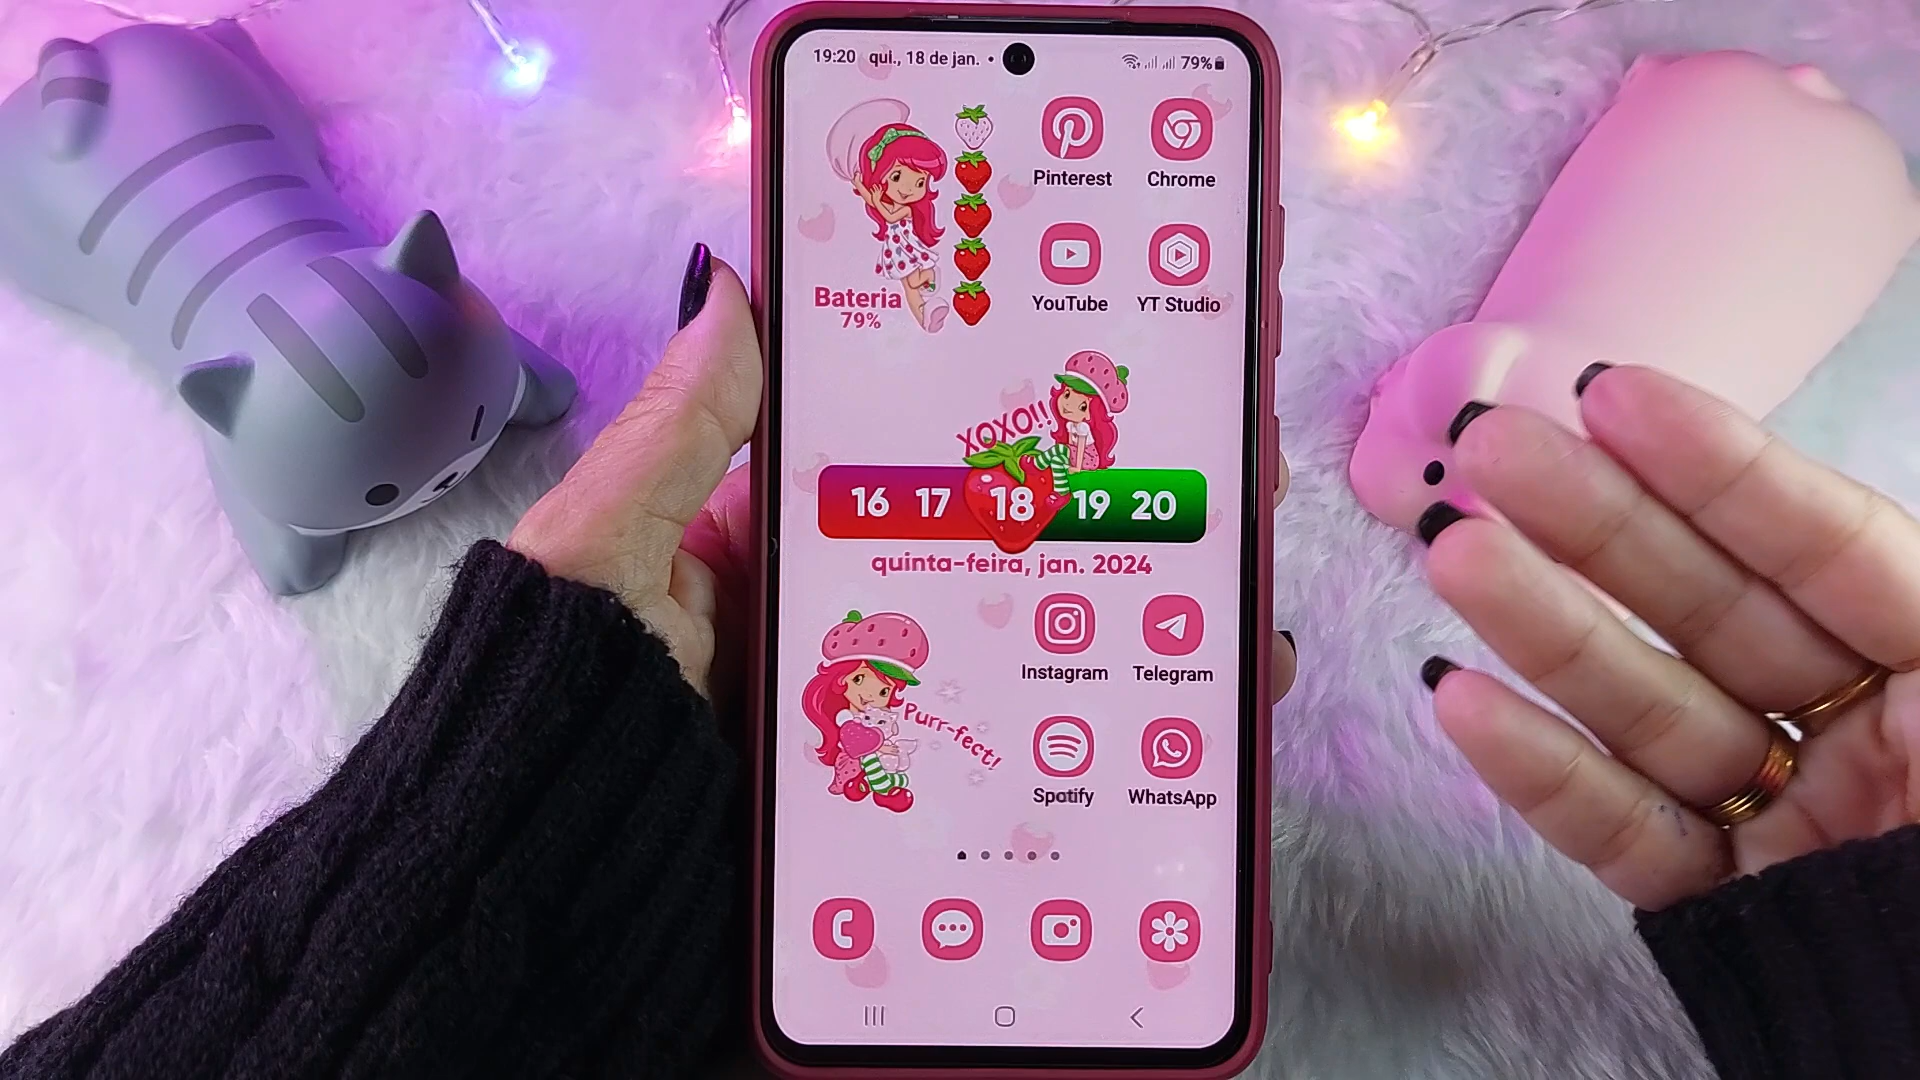 19:20 qui., 18 de jan. • 79%
Pinterest Chrome
YouTube YT Studio
Bateria
79%
XOXO!!
16 17 18 19 20
quinta-feira, jan. 2024
Instagram Telegram
Purr-fect!
Spotify WhatsApp